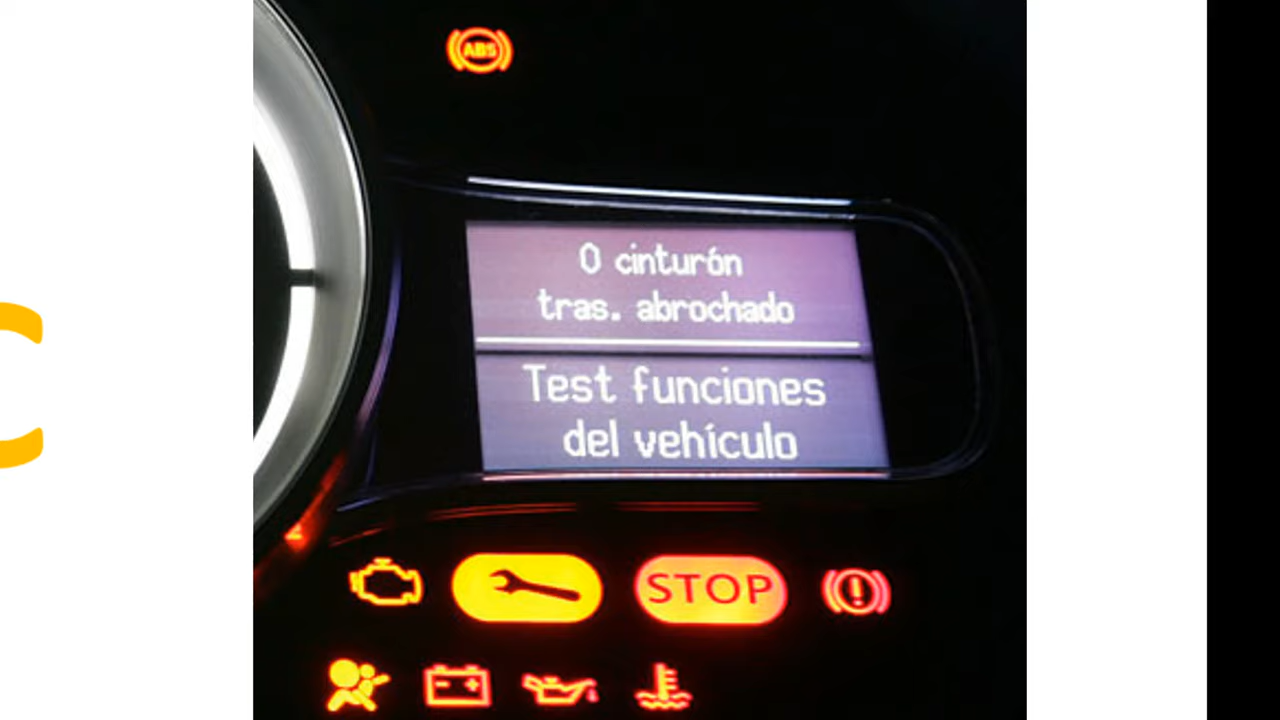 ABS
0 cinturón
tras. abrochado
Test funciones
del vehículo
STOP